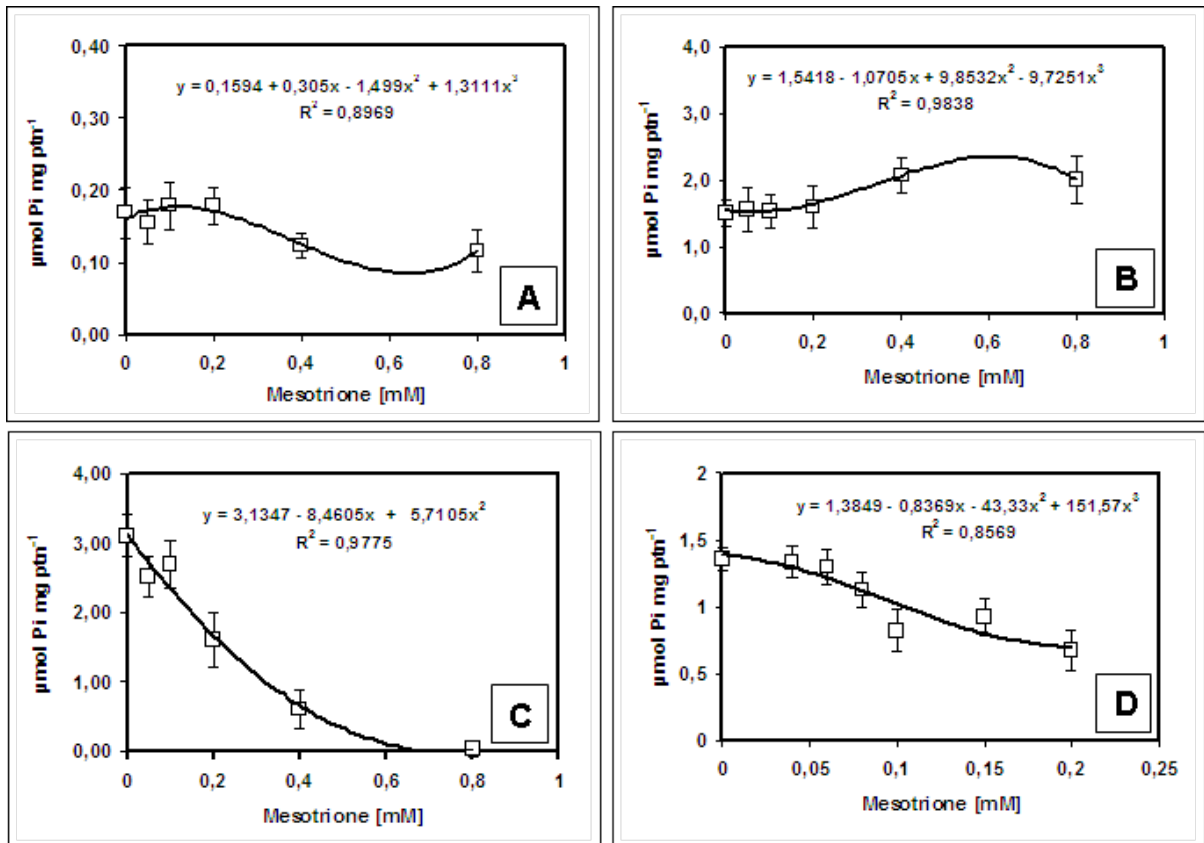 0,40
y = 0,1594 + 0,305x - 1,499x² + 1,3111x³
R² = 0,8969
0,30
0,20
0,10
0,00
µmol Pi mg ptn⁻¹
A
0 0,2 0,4 0,6 0,8 1
Mesotrione [mM]
4,0
y = 1,5418 - 1,0705x + 9,8532x² - 9,7251x³
R² = 0,9838
3,0
2,0
1,0
0,0
µmol Pi mg ptn⁻¹
B
0 0,2 0,4 0,6 0,8 1
Mesotrione [mM]
4,00
y = 3,1347 - 8,4605x + 5,7105x²
R² = 0,9775
3,00
2,00
1,00
0,00
µmol Pi mg ptn⁻¹
C
0 0,2 0,4 0,6 0,8 1
Mesotrione [mM]
2
y = 1,3849 - 0,8369x - 43,33x² + 151,57x³
R² = 0,8569
1,5
1
0,5
0
µmol Pi mg ptn⁻¹
D
0 0,05 0,1 0,15 0,2 0,25
Mesotrione [mM]